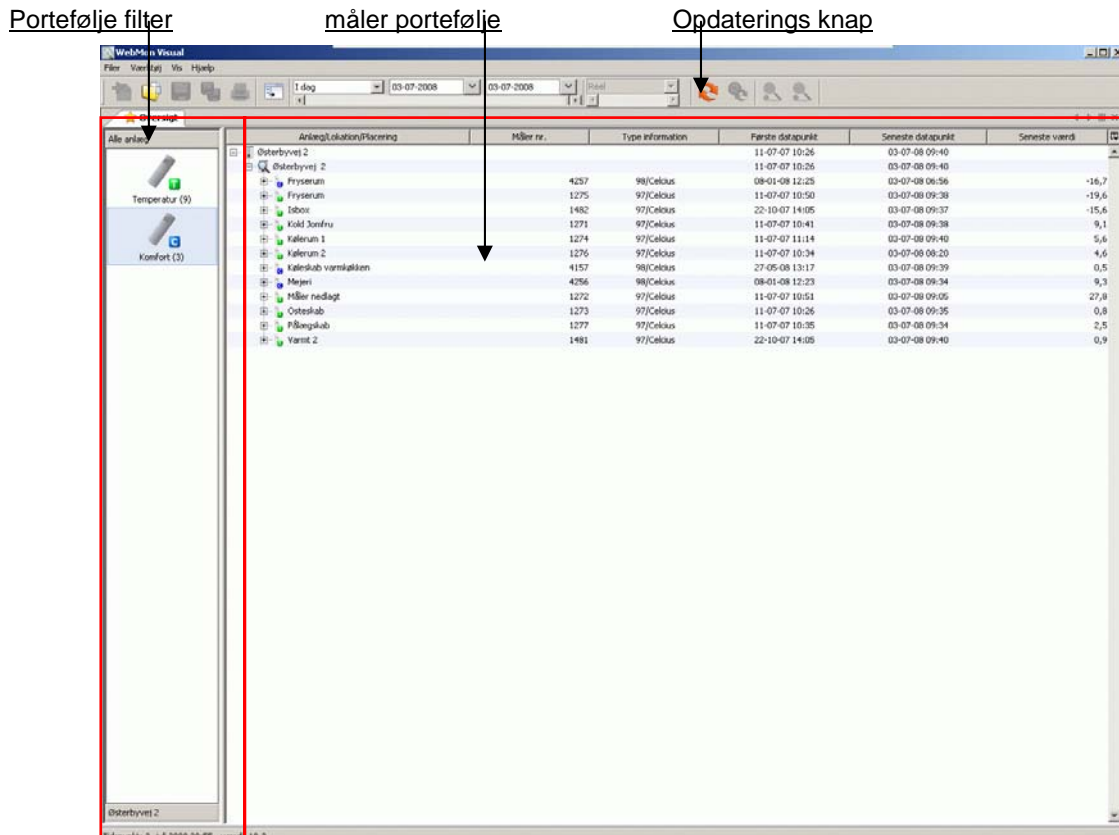 Portefølje filter måler portefølje Opdaterings knap
WebMon Visual
Filer Værktøj Vis Hjælp
I dag 03-07-2008 03-07-2008 Reel
Oversigt
Alle anlæg Anlæg/Lokation/Placering Måler nr. Type information Første datapunkt Seneste datapunkt Seneste værdi
Østerbyvej 2 11-07-07 10:26 03-07-08 09:40
Østerbyvej 2 11-07-07 10:26 03-07-08 09:40
Fryserum 4257 98/Celcius 08-01-08 12:25 03-07-08 06:56 -16,7
Fryserum 1275 97/Celcius 11-07-07 10:50 03-07-08 09:38 -19,6
Isbox 1482 97/Celcius 22-10-07 14:05 03-07-08 09:37 -15,6
Kold Jomfru 1271 97/Celcius 11-07-07 10:41 03-07-08 09:38 9,1
Kølerum 1 1274 97/Celcius 11-07-07 11:14 03-07-08 09:40 5,6
Kølerum 2 1276 97/Celcius 11-07-07 10:34 03-07-08 08:20 4,6
Køleskab varmkøkken 4157 98/Celcius 27-05-08 13:17 03-07-08 09:39 0,5
Mejeri 4256 98/Celcius 08-01-08 12:23 03-07-08 09:34 9,3
Måler nedlagt 1272 97/Celcius 11-07-07 10:51 03-07-08 09:05 27,8
Osteskab 1273 97/Celcius 11-07-07 10:26 03-07-08 09:35 0,8
Pålægskab 1277 97/Celcius 11-07-07 10:35 03-07-08 09:34 2,5
Varmt 2 1481 97/Celcius 22-10-07 14:05 03-07-08 09:40 0,9
T
Temperatur (9)
C
Komfort (3)
Østerbyvej 2